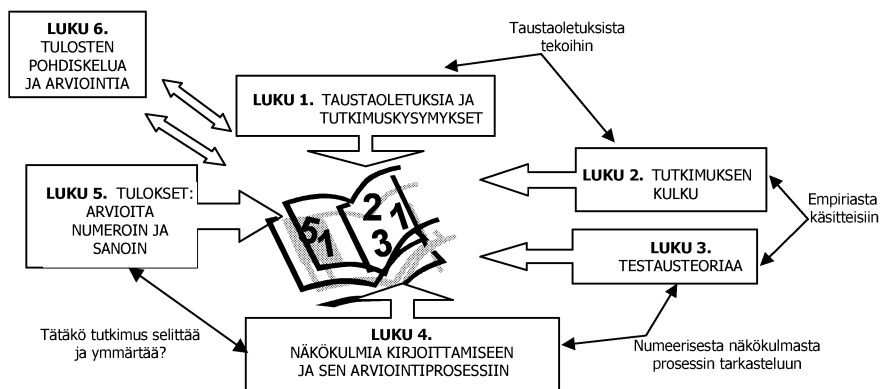 LUKU 6.
TULOSTEN
POHDISKELUA
JA ARVIOINTIA
Taustaoletuksista
tekoihin
LUKU 1. TAUSTAOLETUKSIA JA
TUTKIMUSKYSYMYKSET
LUKU 2. TUTKIMUKSEN
KULKU
LUKU 5. TULOKSET:
ARVIOITA
NUMEROIN JA
SANOIN
5 1
2 1
3
Empiriasta
käsitteisiin
LUKU 3.
TESTAUSTEORIAA
Tätäkö tutkimus selittää
ja ymmärtää?
LUKU 4.
NÄKÖKULMIA KIRJOITTAMISEEN
JA SEN ARVIOINTIPROSESSIIN
Numeerisesta näkökulmasta
prosessin tarkasteluun